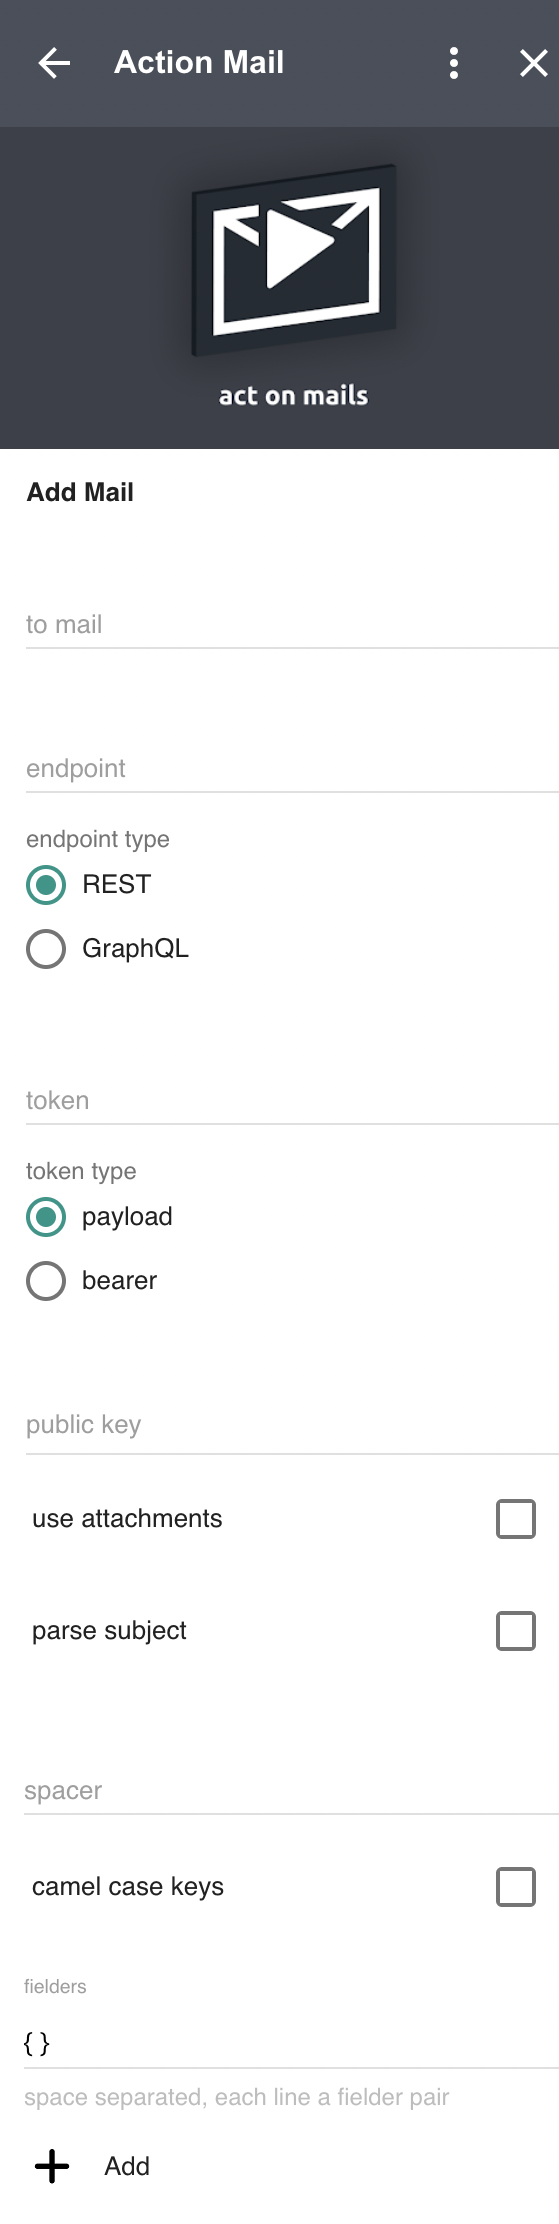 Action Mail
act on mails
Add Mail
to mail
endpoint
endpoint type
REST
GraphQL
token
token type
payload
bearer
public key
use attachments
parse subject
spacer
camel case keys
fielders
{ }
space separated, each line a fielder pair
Add